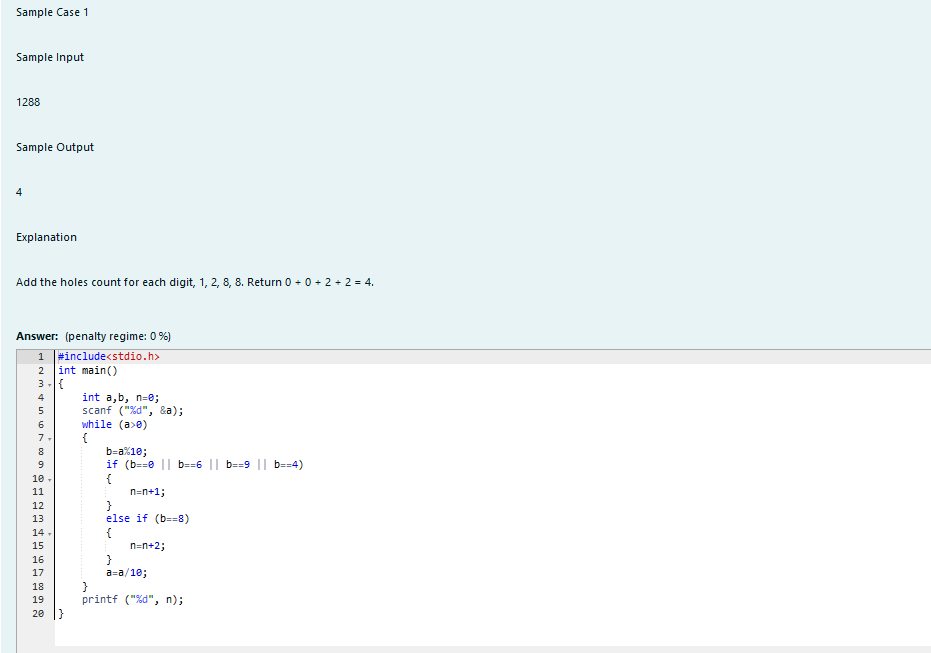 Sample Case 1
Sample Input
1288
Sample Output
4
Explanation
Add the holes count for each digit, 1, 2, 8, 8. Return 0 + 0 + 2 + 2 = 4.
Answer: (penalty regime: 0 %)
1 #include<stdio.h>
2 int main()
3 {
4     int a,b, n=0;
5     scanf ("%d", &a);
6     while (a>0)
7     {
8         b=a%10;
9         if (b==0 || b==6 || b==9 || b==4)
10         {
11             n=n+1;
12         }
13         else if (b==8)
14         {
15             n=n+2;
16         }
17         a=a/10;
18     }
19     printf ("%d", n);
20 }